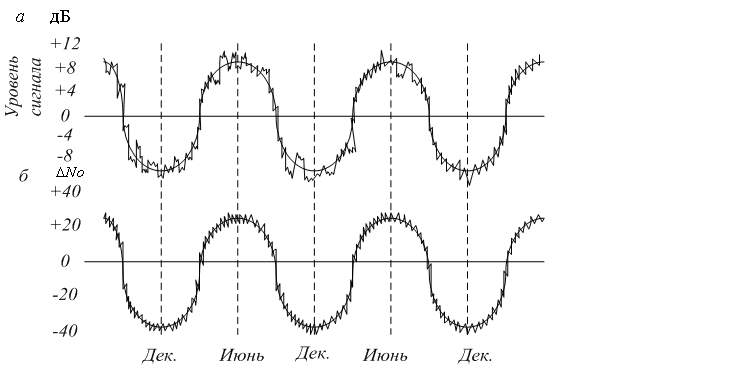 а дБ
Уровень
сигнала
+12
+8
+4
0
-4
-8
б ΔNo
+40
+20
0
-20
-40
Дек. Июнь Дек. Июнь Дек.